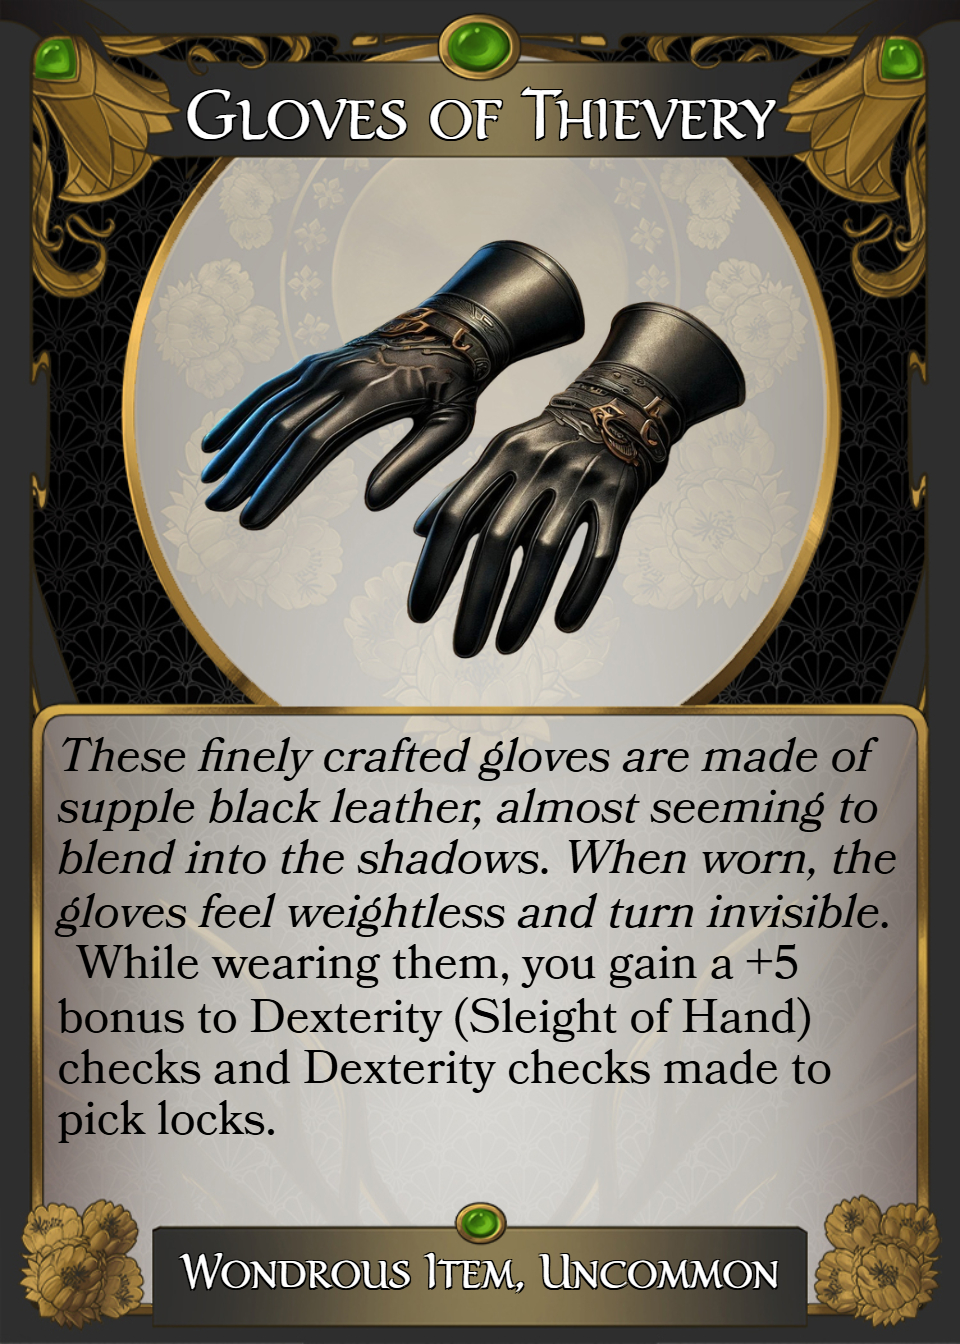 Gloves of Thievery
These finely crafted gloves are made of
supple black leather, almost seeming to
blend into the shadows. When worn, the
gloves feel weightless and turn invisible.
While wearing them, you gain a +5
bonus to Dexterity (Sleight of Hand)
checks and Dexterity checks made to
pick locks.
Wondrous Item, Uncommon